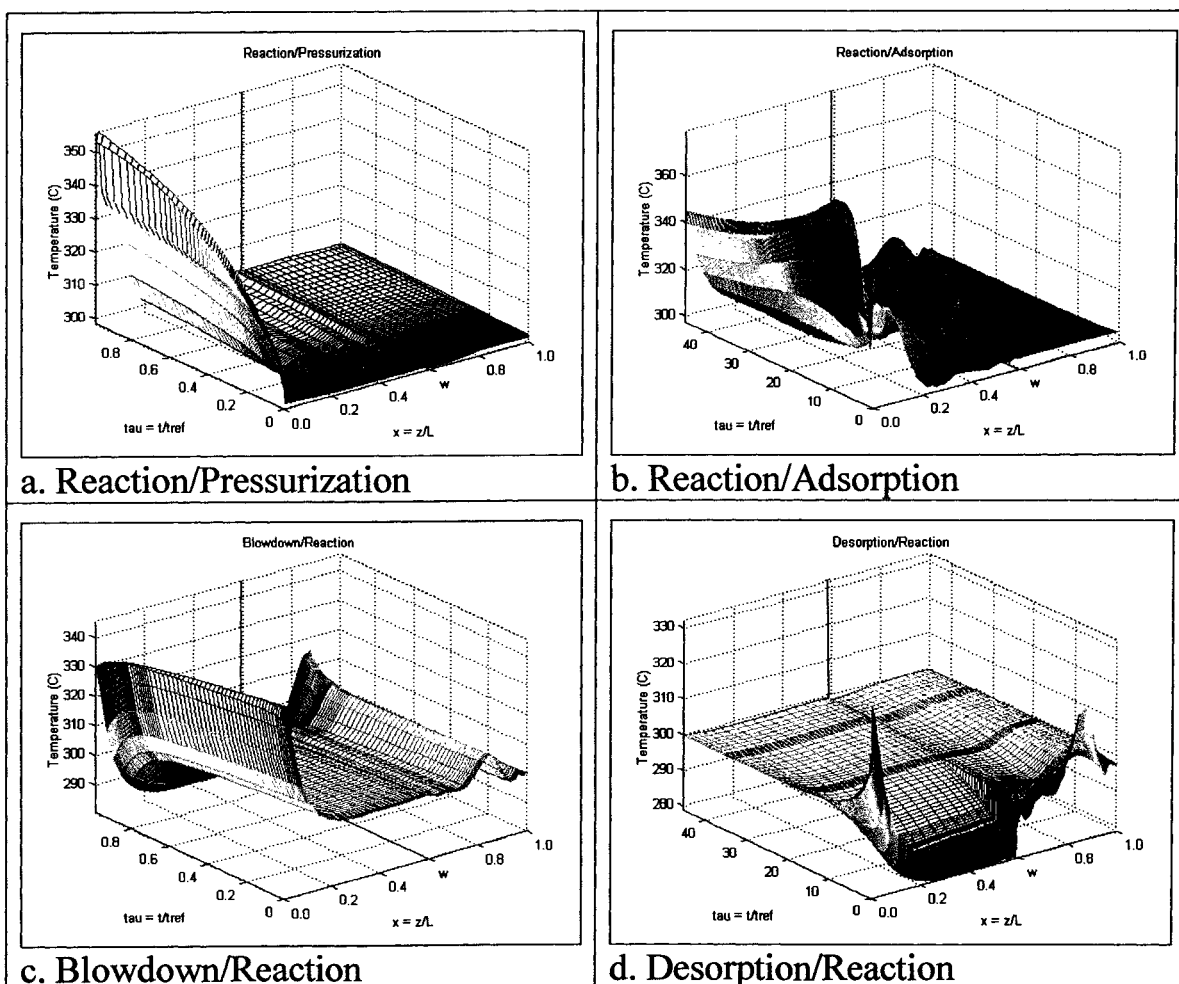 Reaction/Pressurization
350
340
330
320
310
300
Temperature (C)
0.8
0.6
0.4
0.2
0
0.0
0.2
0.4
w
0.8
1.0
tau = t/tref
x = z/L
a. Reaction/Pressurization
Reaction/Adsorption
360
340
320
300
Temperature (C)
40
30
20
10
0
0.0
0.2
0.4
w
0.8
1.0
tau = t/tref
x = z/L
b. Reaction/Adsorption
Blowdown/Reaction
340
330
320
310
300
290
Temperature (C)
0.8
0.6
0.4
0.2
0
0.0
0.2
0.4
w
0.8
1.0
tau = t/tref
x = z/L
c. Blowdown/Reaction
Desorption/Reaction
330
320
310
300
290
280
Temperature (C)
40
30
20
10
0
0.0
0.2
0.4
w
0.8
1.0
tau = t/tref
x = z/L
d. Desorption/Reaction